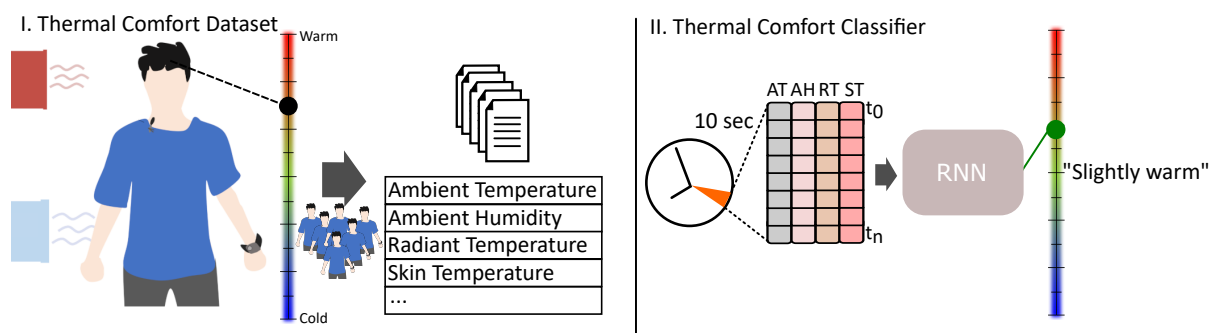 I. Thermal Comfort Dataset
Warm
Cold
Ambient Temperature
Ambient Humidity
Radiant Temperature
Skin Temperature
...
II. Thermal Comfort Classifier
10 sec
AT AH RT ST
t0
tn
RNN
"Slightly warm"